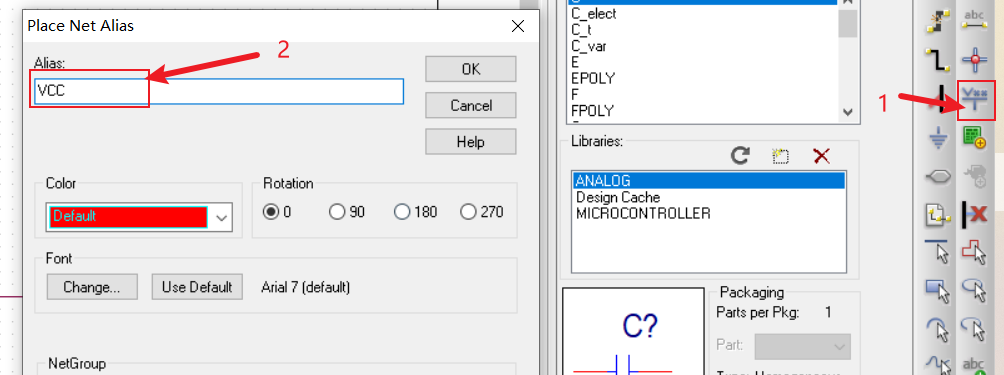 Place Net Alias
2
Alias:
VCC
OK
Cancel
Help
Color
Default
Rotation
0
90
180
270
Font
Change...
Use Default
Arial 7 (default)
NetGroup
C_elect
C_t
C_var
E
EPOLY
F
FPOLY
Libraries:
ANALOG
Design Cache
MICROCONTROLLER
C?
Packaging
Parts per Pkg:
1
Part:
abc
1
Vxx
abc